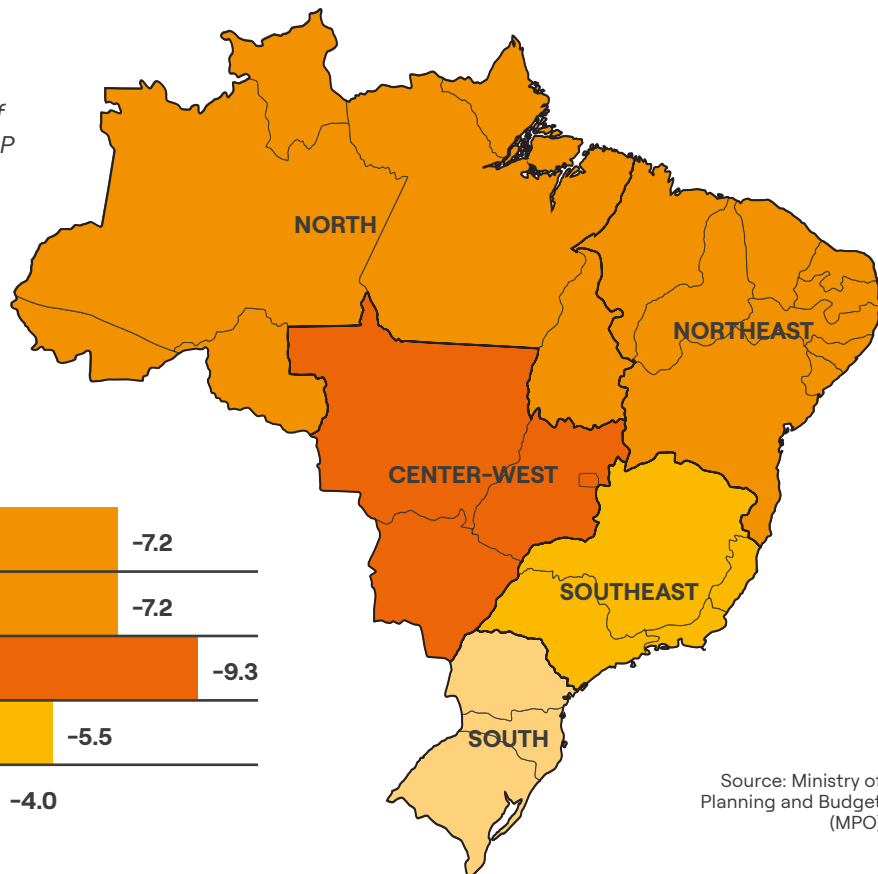 f
P
NORTH
NORTHEAST
CENTER-WEST
SOUTHEAST
SOUTH
-7.2
-7.2
-9.3
-5.5
-4.0
Source: Ministry of
Planning and Budget
(MPO)